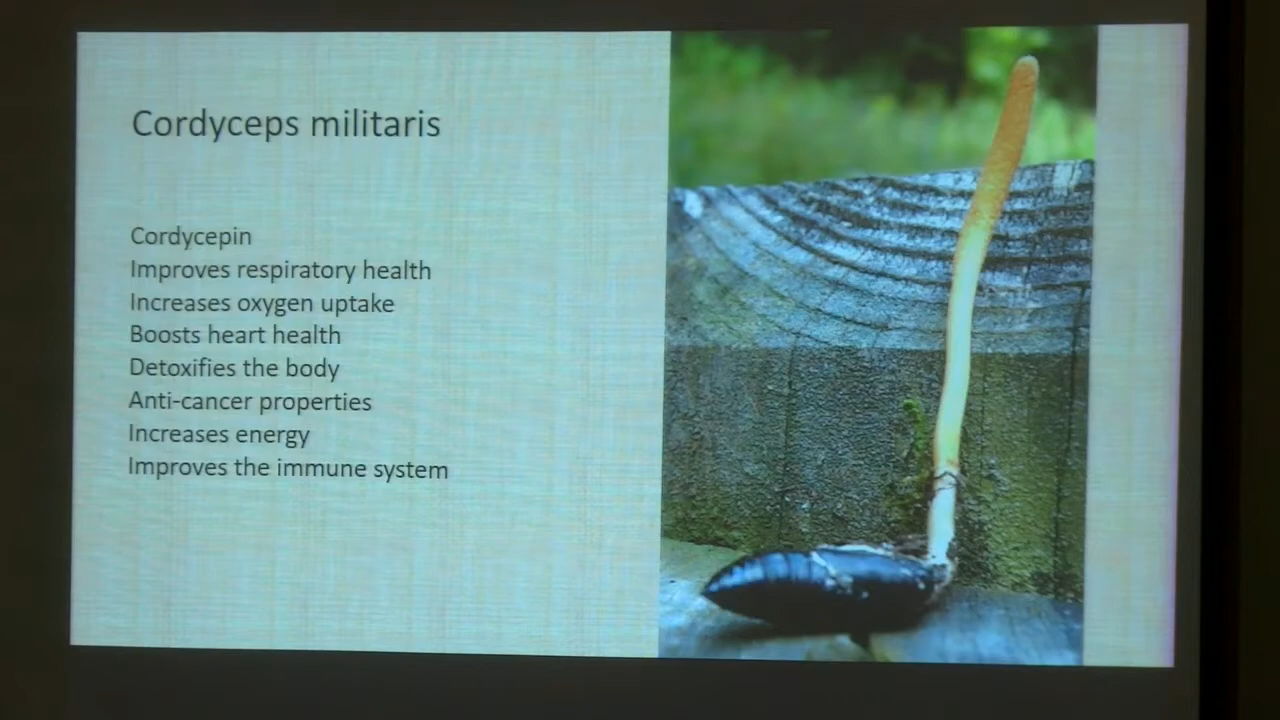 Cordyceps militaris
Cordycepin
Improves respiratory health
Increases oxygen uptake
Boosts heart health
Detoxifies the body
Anti-cancer properties
Increases energy
Improves the immune system